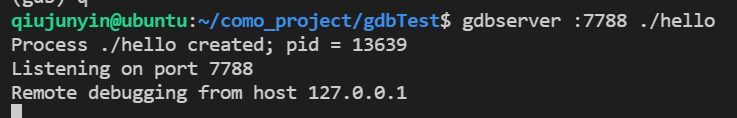 (gdb) q
qiujunyin@ubuntu:~/como_project/gdbTest$ gdbserver :7788 ./hello
Process ./hello created; pid = 13639
Listening on port 7788
Remote debugging from host 127.0.0.1